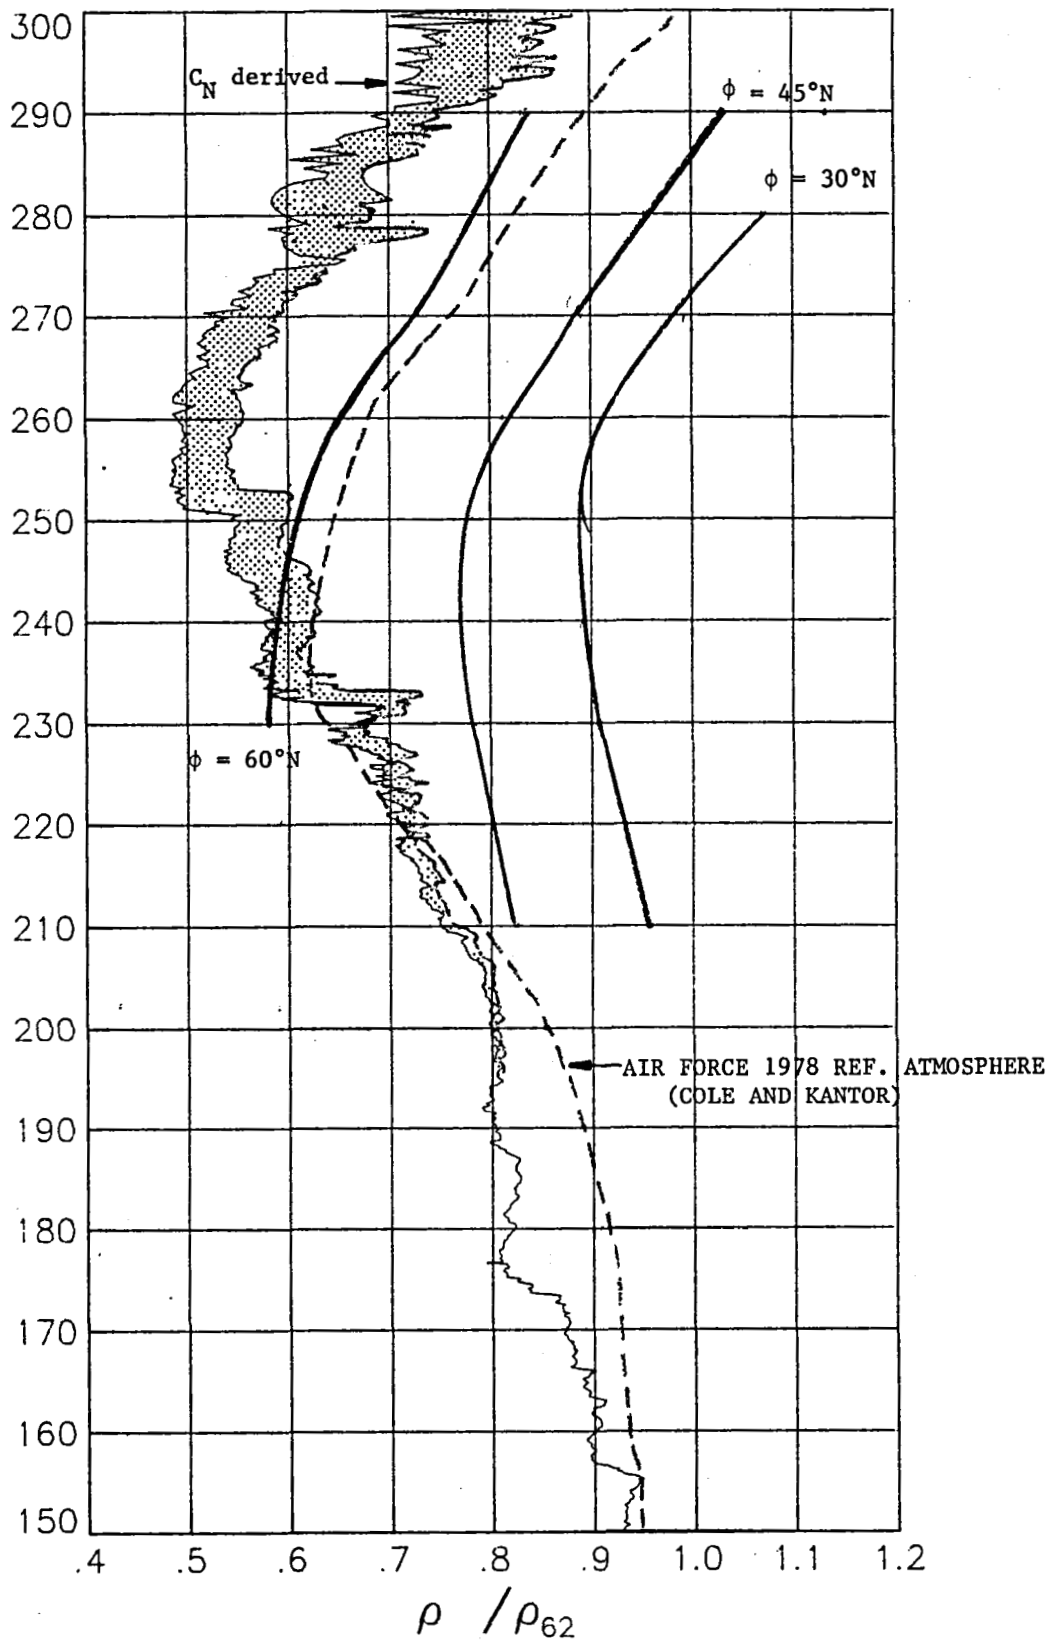 300
C_N derived
φ = 45°N
290
φ = 30°N
280
270
260
250
240
230
φ = 60°N
220
210
200
AIR FORCE 1978 REF. ATMOSPHERE
(COLE AND KANTOR)
190
180
170
160
150
.4 .5 .6 .7 .8 .9 1.0 1.1 1.2
ρ /ρ₆₂